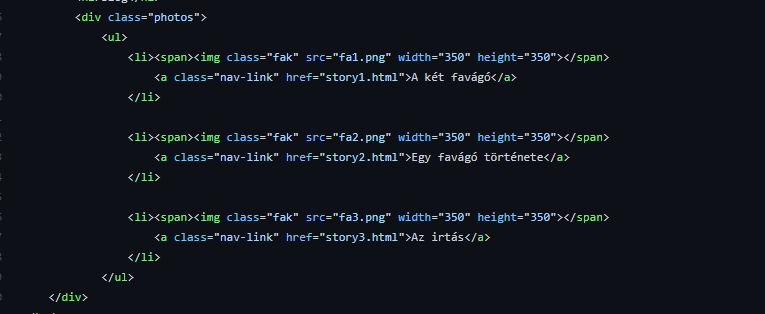 <div class="photos">
<ul>
<li><span><img class="fak" src="fa1.png" width="350" height="350"></span>
<a class="nav-link" href="story1.html">A két favágó</a>
</li>
<li><span><img class="fak" src="fa2.png" width="350" height="350"></span>
<a class="nav-link" href="story2.html">Egy favágó története</a>
</li>
<li><span><img class="fak" src="fa3.png" width="350" height="350"></span>
<a class="nav-link" href="story3.html">Az irtás</a>
</li>
</ul>
</div>